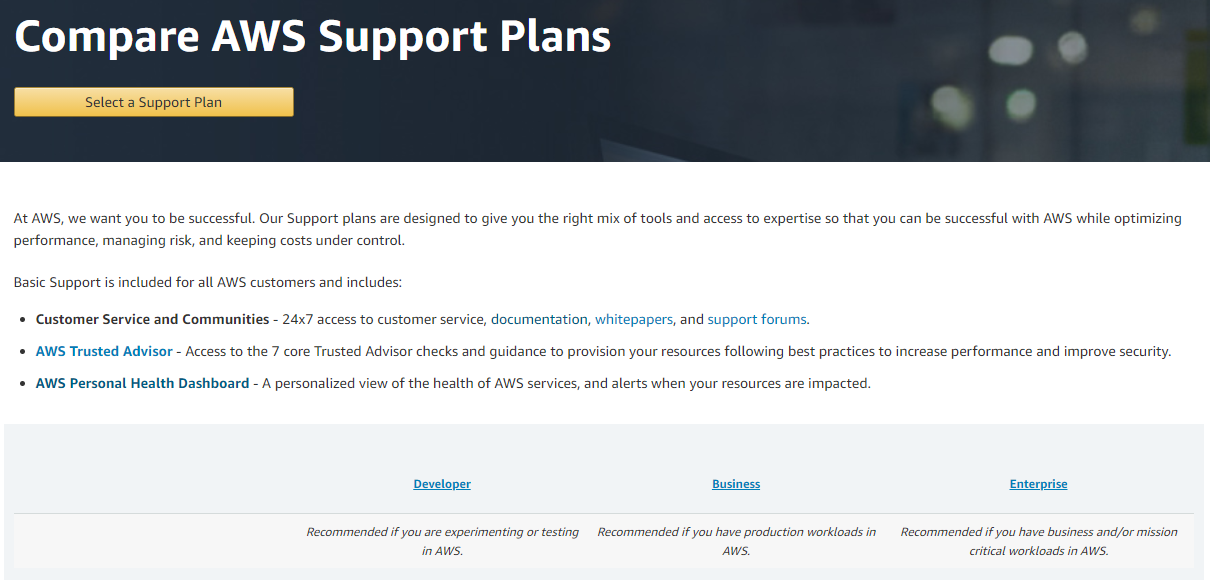 Compare AWS Support Plans
Select a Support Plan
At AWS, we want you to be successful. Our Support plans are designed to give you the right mix of tools and access to expertise so that you can be successful with AWS while optimizing
performance, managing risk, and keeping costs under control.
Basic Support is included for all AWS customers and includes:
• Customer Service and Communities - 24x7 access to customer service, documentation, whitepapers, and support forums.
• AWS Trusted Advisor - Access to the 7 core Trusted Advisor checks and guidance to provision your resources following best practices to increase performance and improve security.
• AWS Personal Health Dashboard - A personalized view of the health of AWS services, and alerts when your resources are impacted.
Developer Business Enterprise
Recommended if you are experimenting or testing
in AWS.
Recommended if you have production workloads in
AWS.
Recommended if you have business and/or mission
critical workloads in AWS.